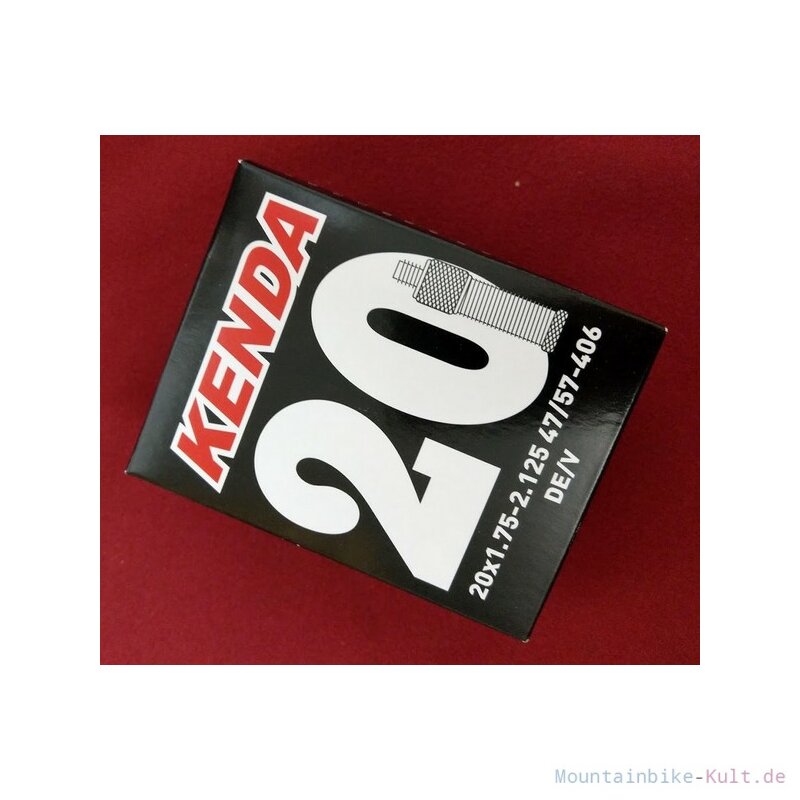 KENDA
20
20x1.75-2.125 47/57-406
DE/V
Mountainbike-Kult.de